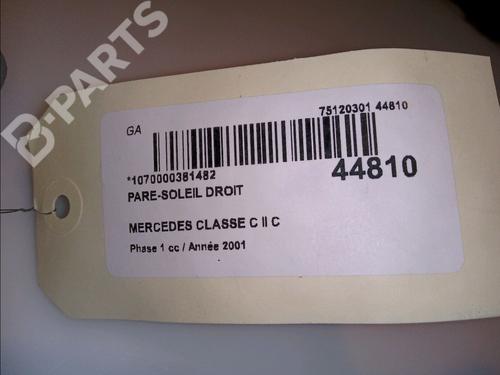 B-PARTS
GA
75120301 44810
*1070000381482
44810
PARE-SOLEIL DROIT
MERCEDES CLASSE C II C
Phase 1 cc / Année 2001